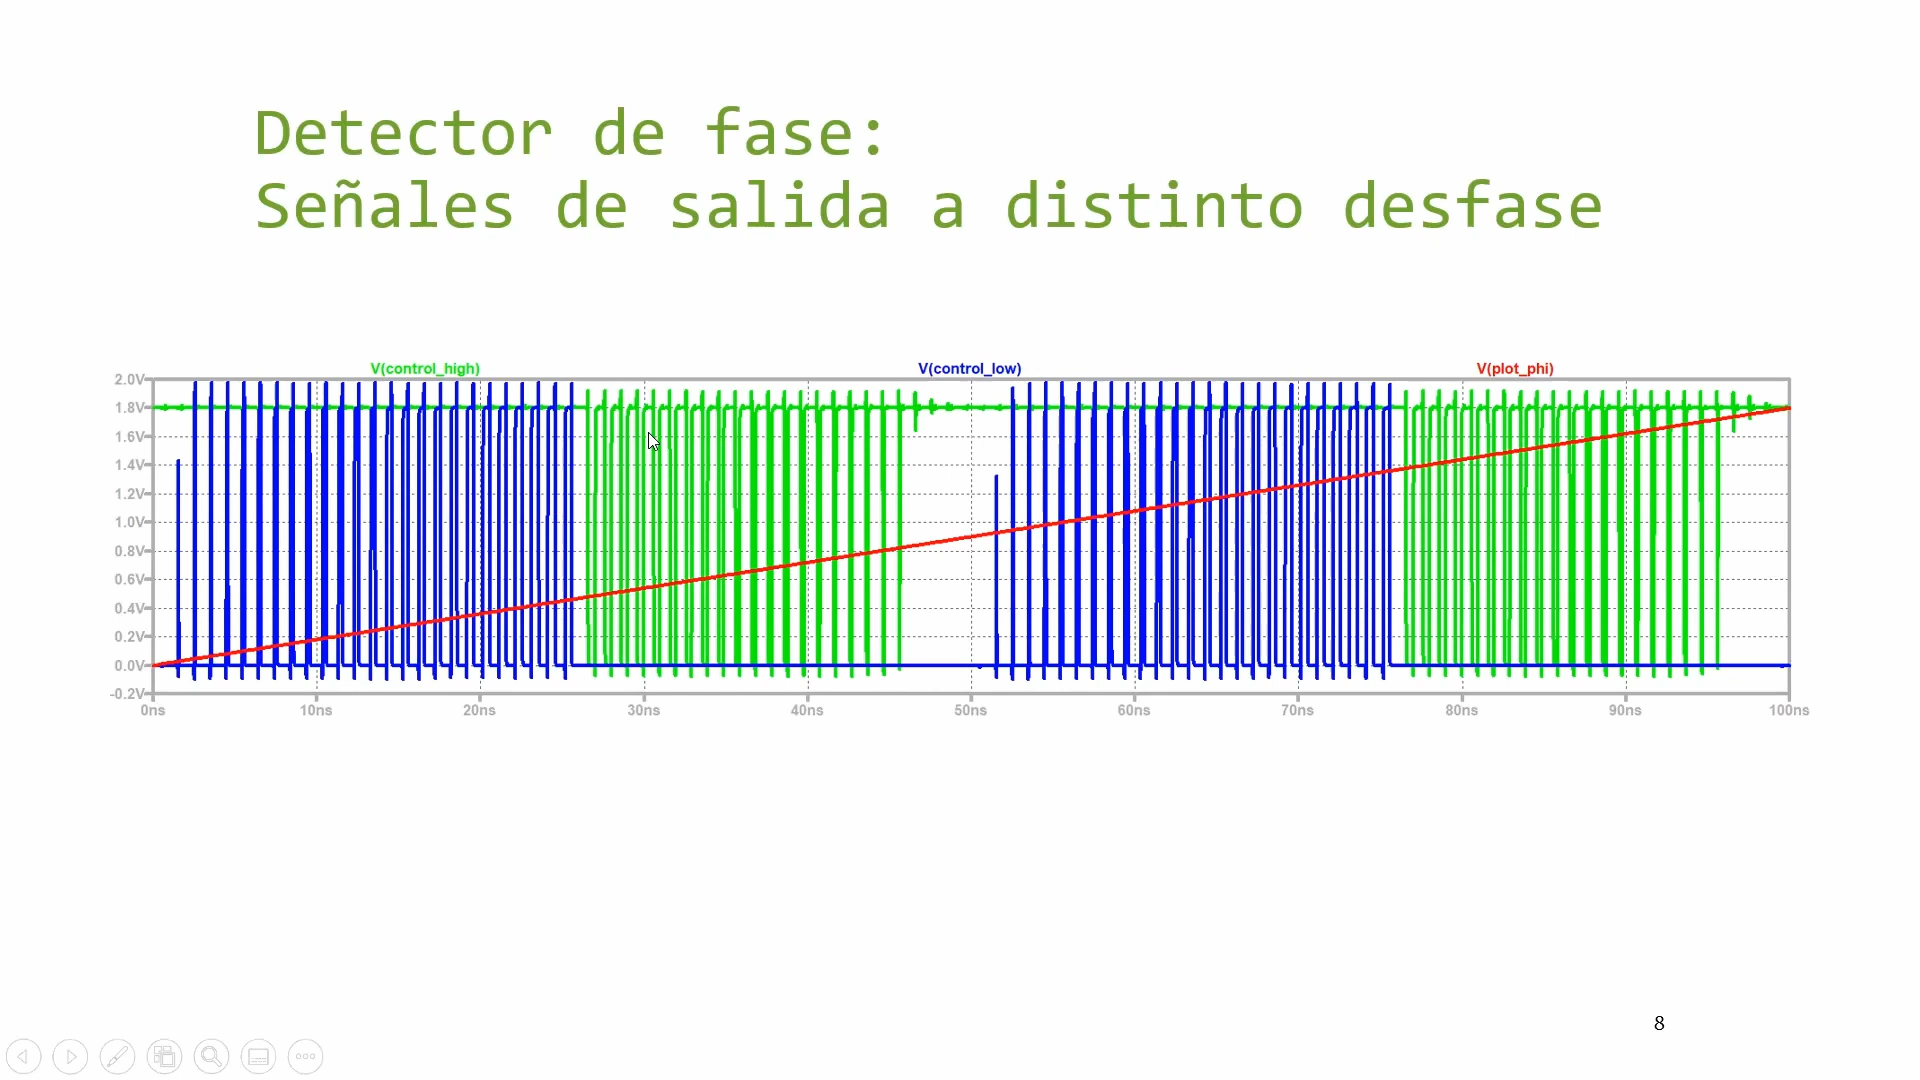 Detector de fase:
Señales de salida a distinto desfase
V(control_high) V(control_low) V(plot_phi)
2.0V
1.8V
1.6V
1.4V
1.2V
1.0V
0.8V
0.6V
0.4V
0.2V
0.0V
-0.2V
0ns 10ns 20ns 30ns 40ns 50ns 60ns 70ns 80ns 90ns 100ns
8